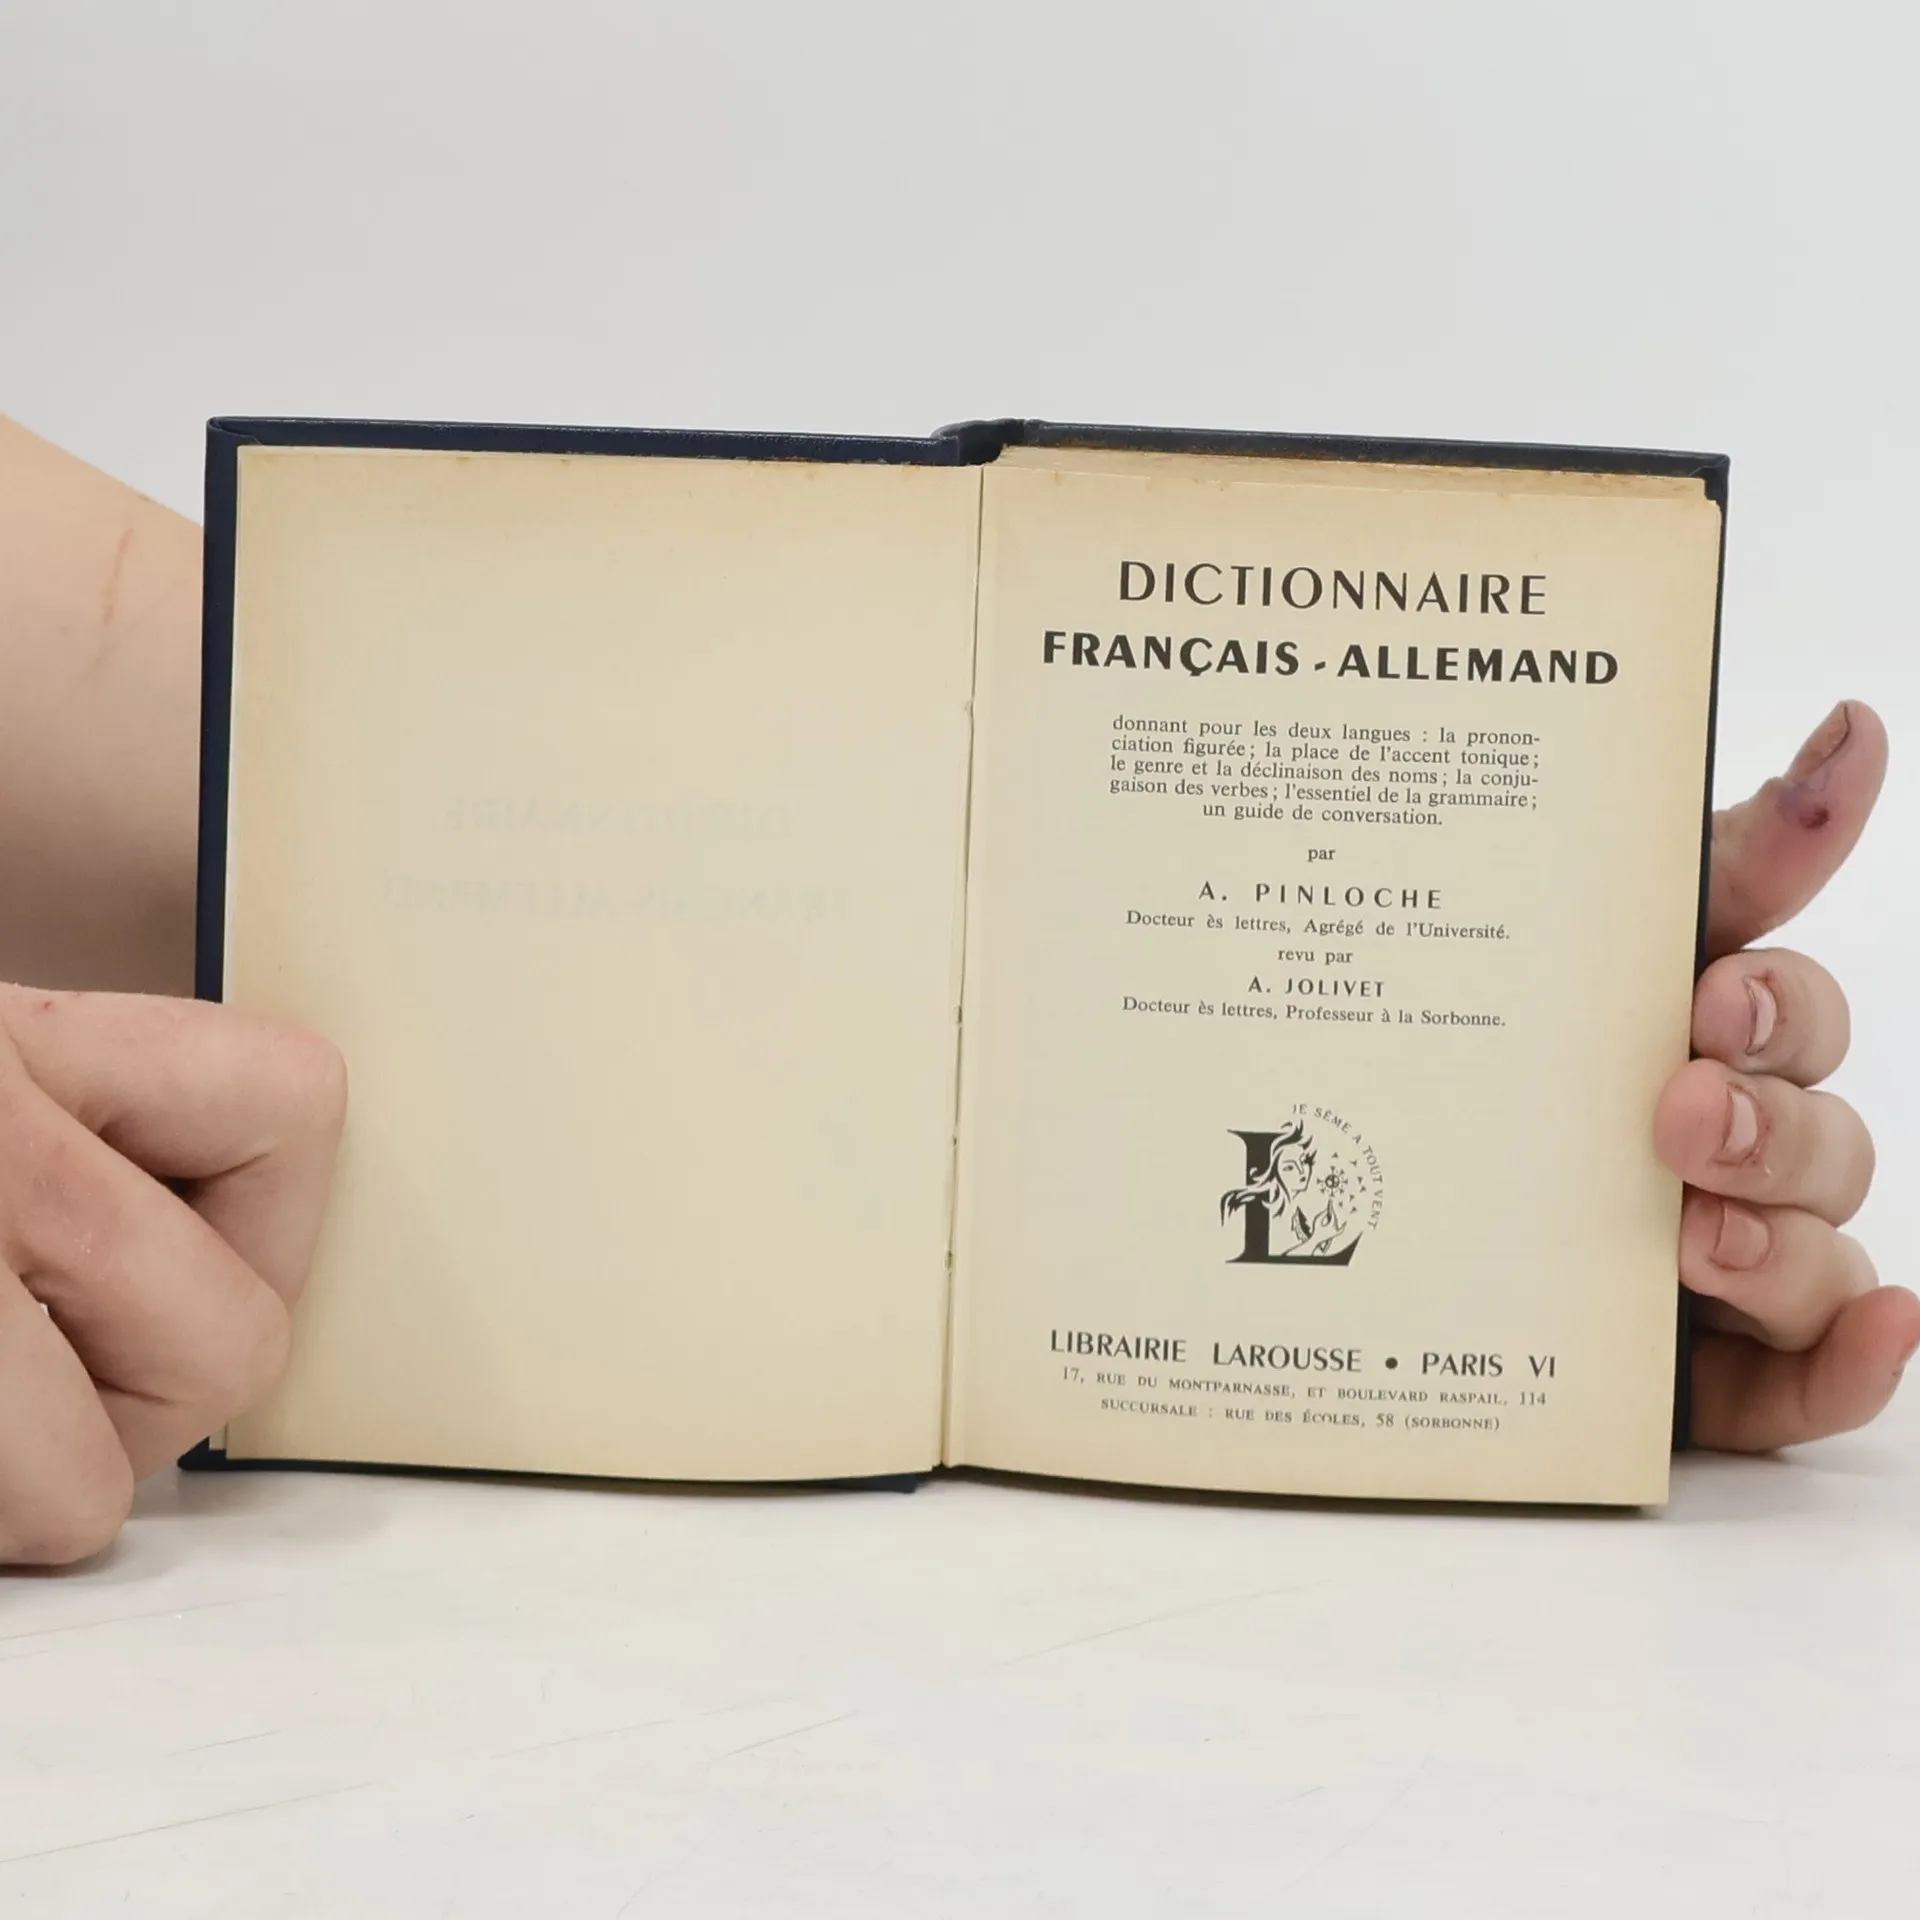 DICTIONNAIRE
FRANÇAIS - ALLEMAND
donnant pour les deux langues : la pronon-
ciation figurée ; la place de l'accent tonique ;
le genre et la déclinaison des noms ; la conju-
gaison des verbes ; l'essentiel de la grammaire ;
un guide de conversation.
par
A. PINLOCHE
Docteur ès lettres, Agrégé de l'Université.
revu par
A. JOLIVET
Docteur ès lettres, Professeur à la Sorbonne.
JE SÈME A TOUT VENT
L
LIBRAIRIE LAROUSSE • PARIS VI
17, RUE DU MONTPARNASSE, ET BOULEVARD RASPAIL, 114
SUCCURSALE : RUE DES ÉCOLES, 58 (SORBONNE)